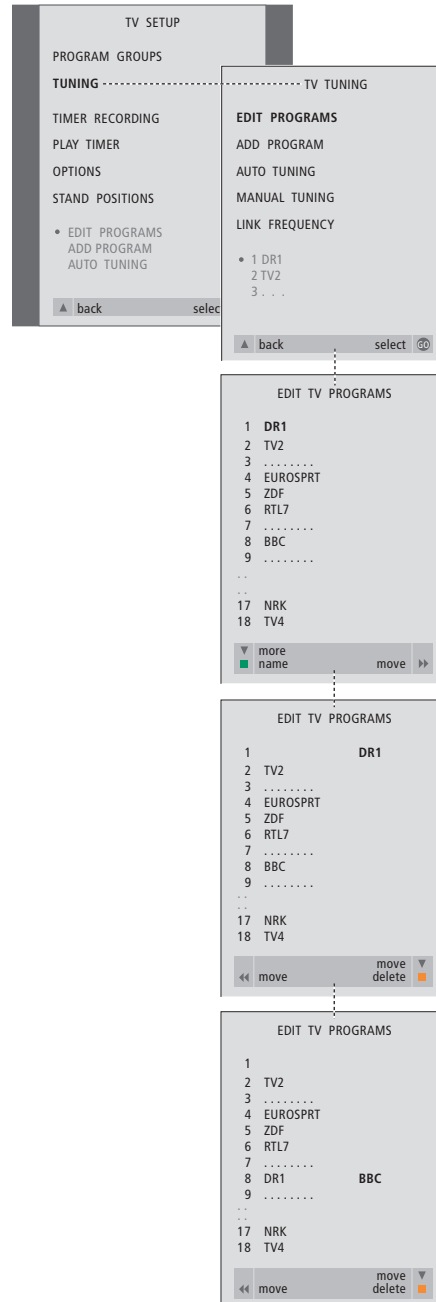 TV SETUP
PROGRAM GROUPS
TUNING
TIMER RECORDING
PLAY TIMER
OPTIONS
STAND POSITIONS
• EDIT PROGRAMS
ADD PROGRAM
AUTO TUNING
▲ back selec
TV TUNING
EDIT PROGRAMS
ADD PROGRAM
AUTO TUNING
MANUAL TUNING
LINK FREQUENCY
• 1 DR1
2 TV2
3 . . .
▲ back select GO
EDIT TV PROGRAMS
1 DR1
2 TV2
3 . . . . . . . .
4 EUROSPRT
5 ZDF
6 RTL7
7 . . . . . . . .
8 BBC
9 . . . . . . . .
. .
. .
17 NRK
18 TV4
▼ more
name move
EDIT TV PROGRAMS
1 DR1
2 TV2
3 . . . . . . . .
4 EUROSPRT
5 ZDF
6 RTL7
7 . . . . . . . .
8 BBC
9 . . . . . . . .
. .
. .
17 NRK
18 TV4
move ▼
move delete
EDIT TV PROGRAMS
1
2 TV2
3 . . . . . . . .
4 EUROSPRT
5 ZDF
6 RTL7
7 . . . . . . . .
8 DR1 BBC
9 . . . . . . . .
. .
. .
17 NRK
18 TV4
move ▼
move delete